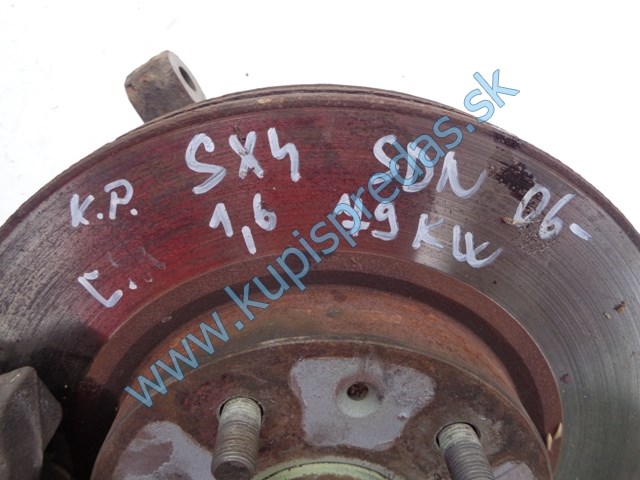 K.P. SX4 SDN 06-
1,6 79 KW
www.kupispredas.sk